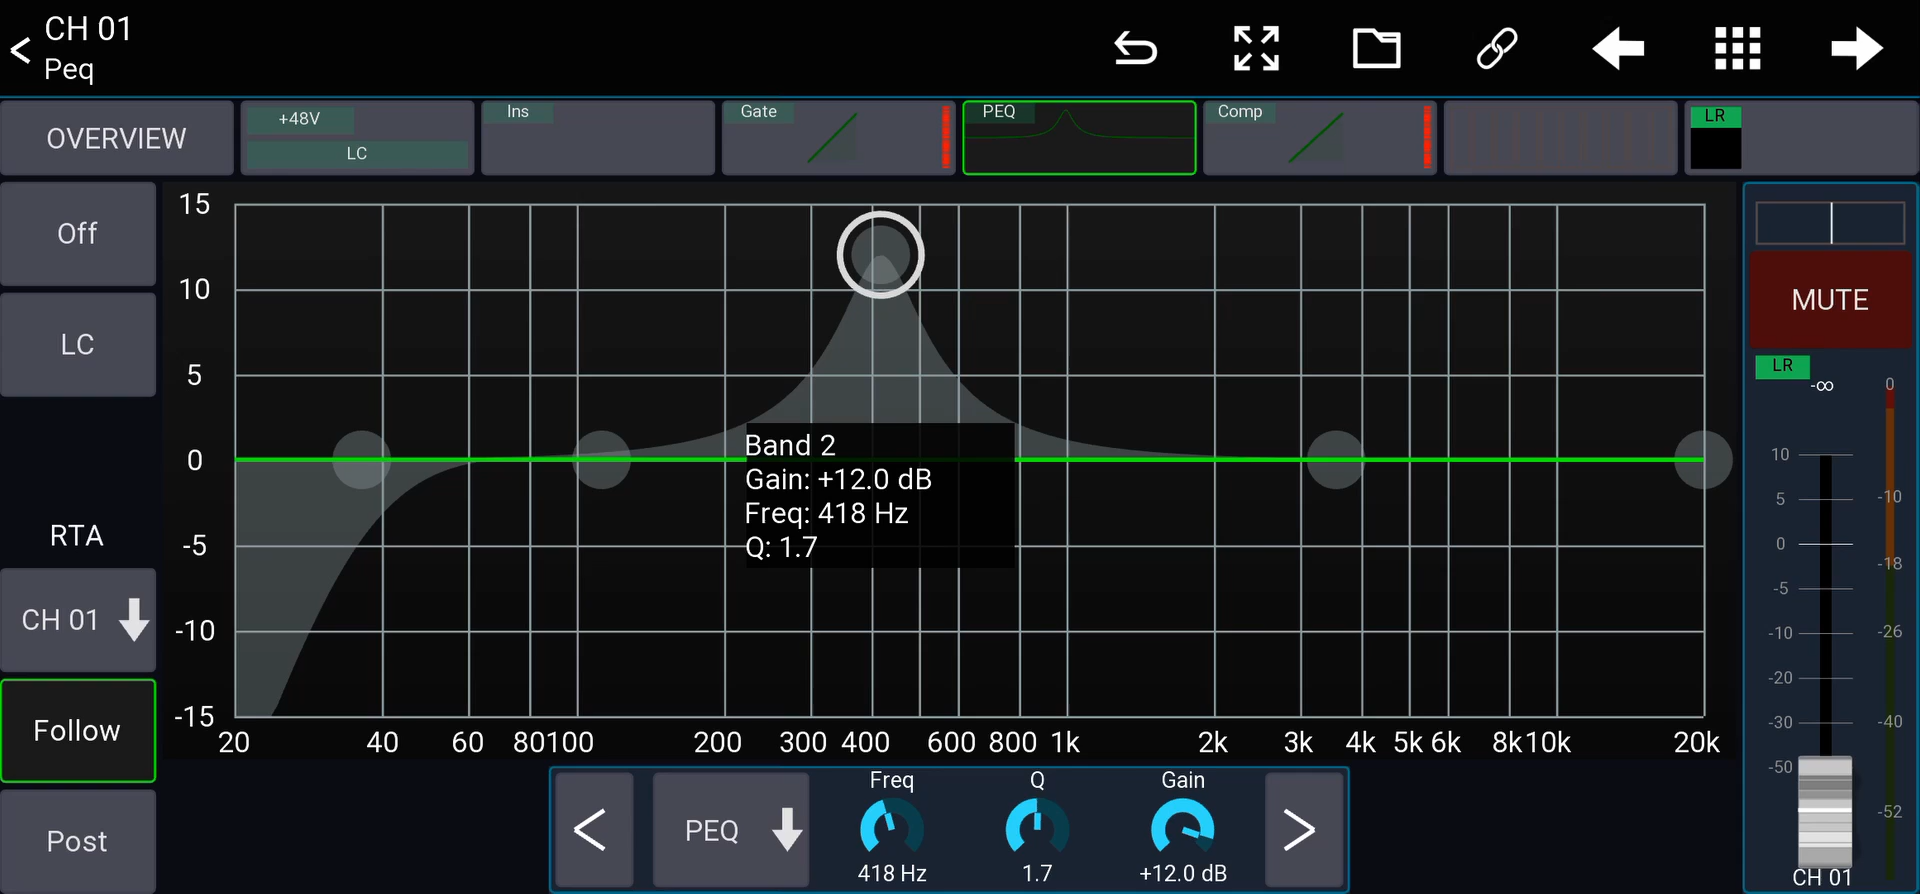 CH 01
Peq
OVERVIEW
+48V
LC
Ins
Gate
PEQ
Comp
LR
Off
LC
RTA
CH 01
Follow
Post
15
10
5
0
-5
-10
-15
20 40 60 80 100 200 300 400 600 800 1k 2k 3k 4k 5k 6k 8k 10k 20k
Band 2
Gain: +12.0 dB
Freq: 418 Hz
Q: 1.7
PEQ
Freq Q Gain
418 Hz 1.7 +12.0 dB
MUTE
LR
-∞
0
10
5
-10
0
-18
-5
-10
-26
-20
-30
-40
-50
-52
CH 01